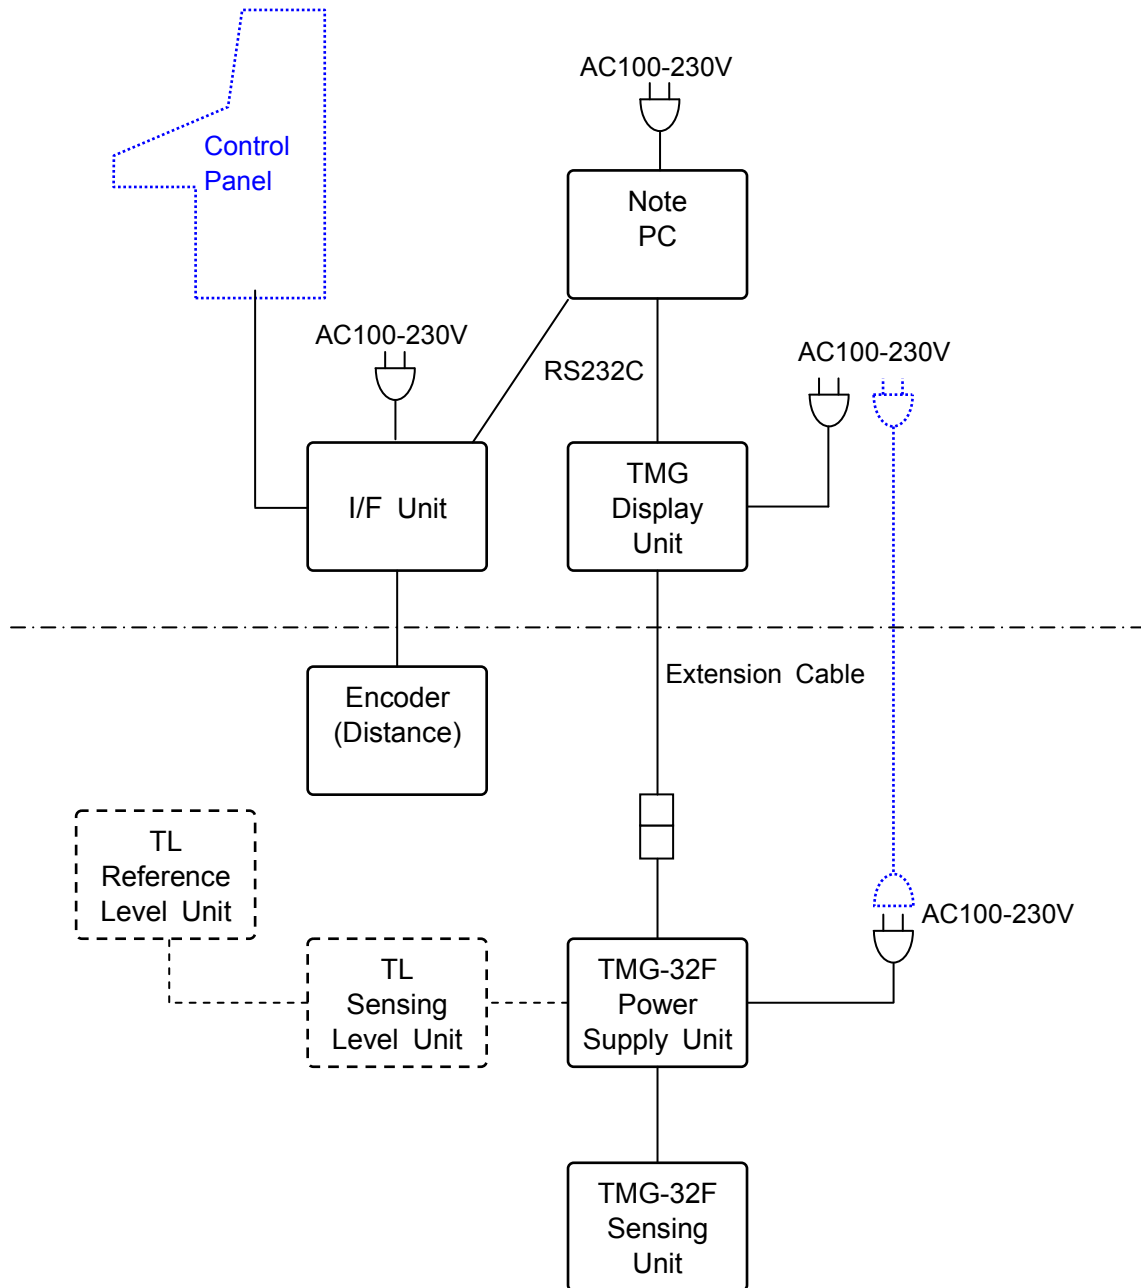 AC100-230V
Control
Panel
Note
PC
AC100-230V
AC100-230V
RS232C
I/F Unit
TMG
Display
Unit
Extension Cable
Encoder
(Distance)
TL
Reference
Level Unit
AC100-230V
TL
Sensing
Level Unit
TMG-32F
Power
Supply Unit
TMG-32F
Sensing
Unit